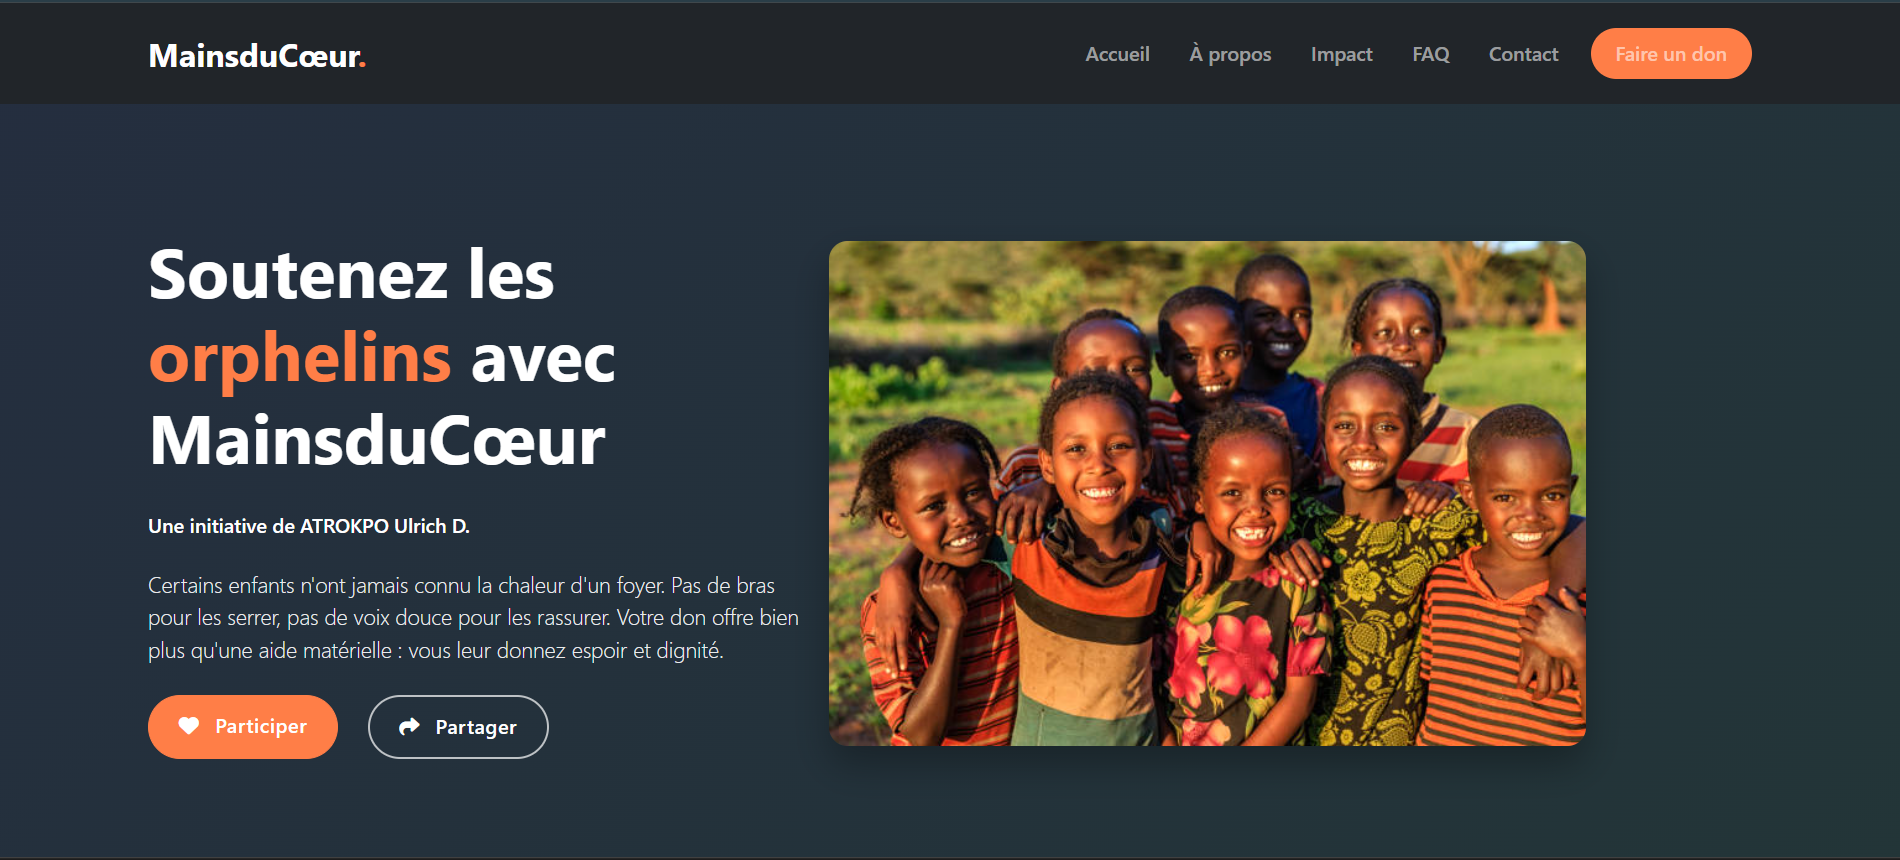 MainsduCœur.
Accueil
À propos
Impact
FAQ
Contact
Faire un don
Soutenez les
orphelins avec
MainsduCœur
Une initiative de ATROKPO Ulrich D.
Certains enfants n'ont jamais connu la chaleur d'un foyer. Pas de bras
pour les serrer, pas de voix douce pour les rassurer. Votre don offre bien
plus qu'une aide matérielle : vous leur donnez espoir et dignité.
Participer
Partager